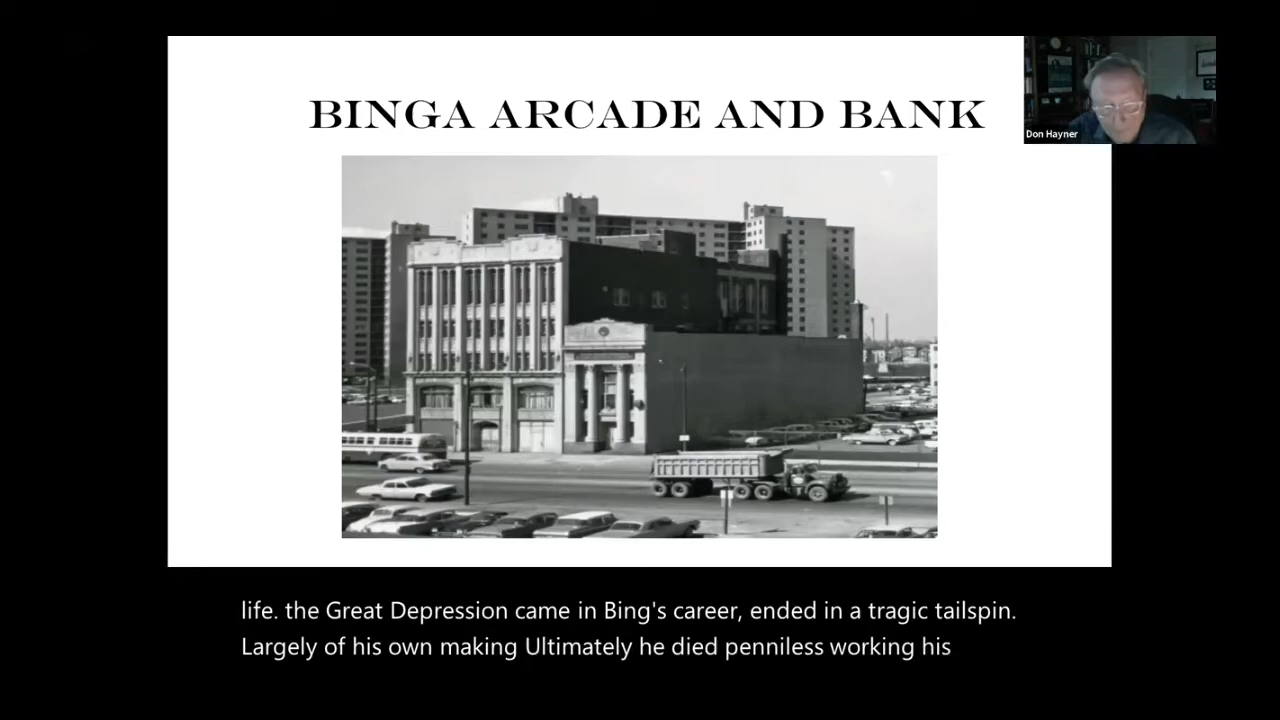 BINGA ARCADE AND BANK
Don Hayner
life. the Great Depression came in Bing's career, ended in a tragic tailspin.
Largely of his own making Ultimately he died penniless working his